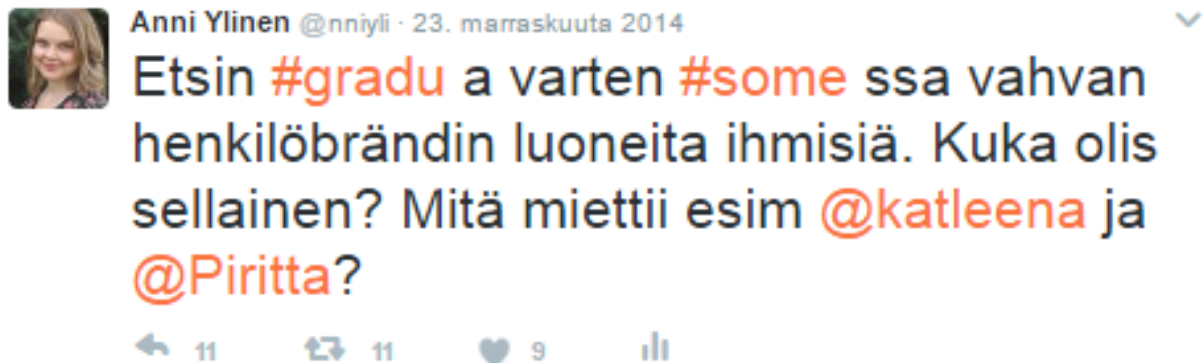 Anni Ylinen @nniyli · 23. marraskuuta 2014
Etsin #gradu a varten #some ssa vahvan
henkilöbrändin luoneita ihmisiä. Kuka olis
sellainen? Mitä miettii esim @katleena ja
@Piritta?
11 11 9